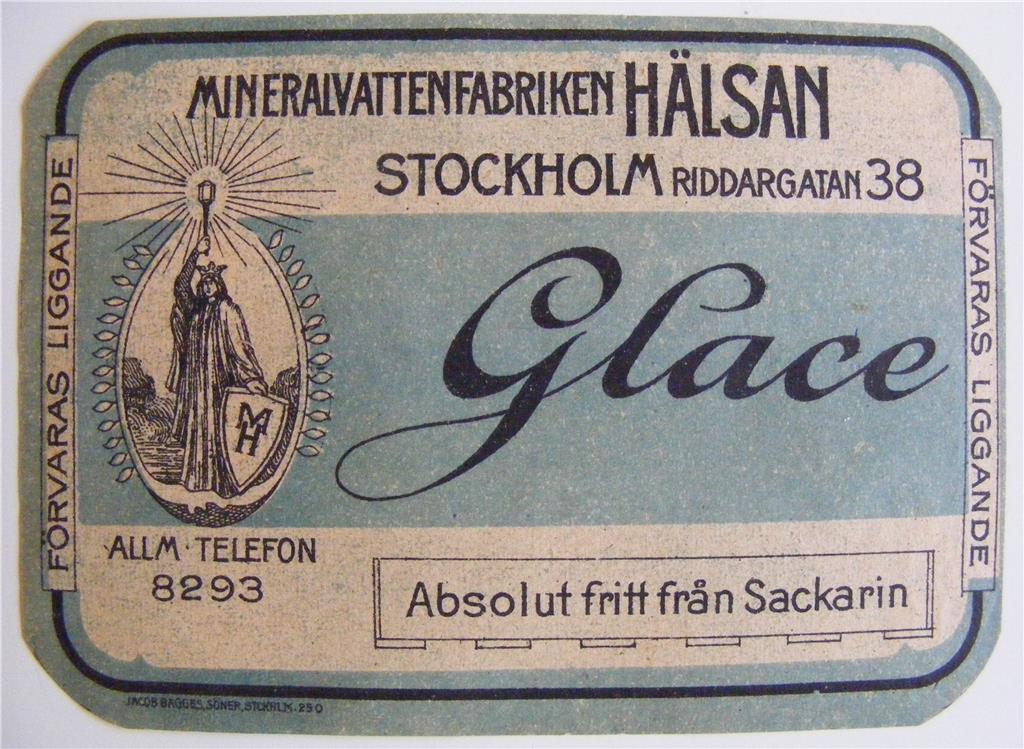 MINERALVATTENFABRIKEN HÄLSAN
STOCKHOLM RIDDARGATAN 38
FÖRVARAS LIGGANDE
Glace
MH
FÖRVARAS LIGGANDE
ALLM. TELEFON
8293
Absolut fritt från Sackarin
JACOB BAGGES, SÖNER, STCKHLM. 250